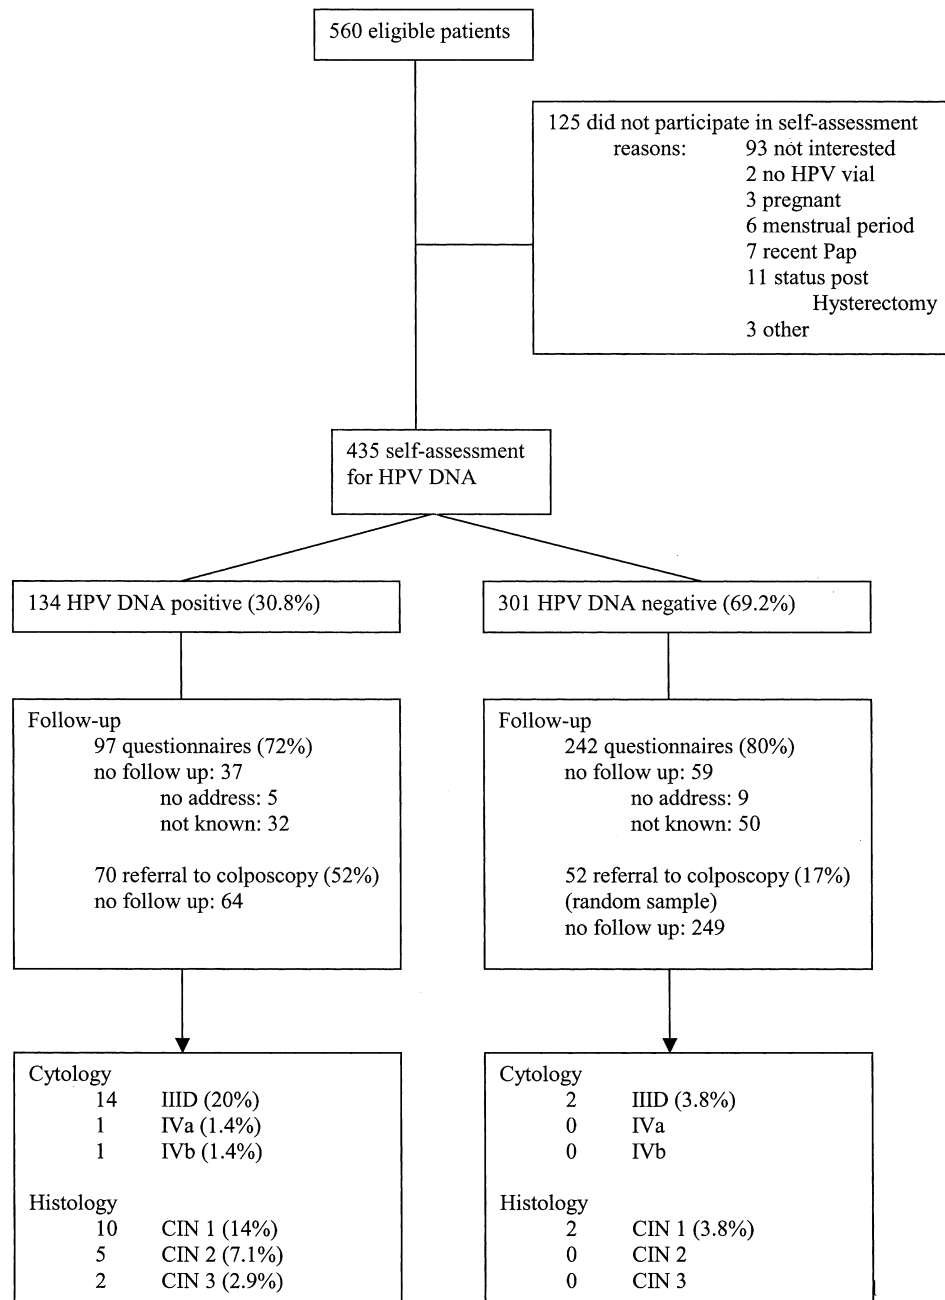 560 eligible patients
125 did not participate in self-assessment
reasons: 93 not interested
2 no HPV vial
3 pregnant
6 menstrual period
7 recent Pap
11 status post
Hysterectomy
3 other
435 self-assessment
for HPV DNA
134 HPV DNA positive (30.8%)
301 HPV DNA negative (69.2%)
Follow-up
97 questionnaires (72%)
no follow up: 37
no address: 5
not known: 32
70 referral to colposcopy (52%)
no follow up: 64
Follow-up
242 questionnaires (80%)
no follow up: 59
no address: 9
not known: 50
52 referral to colposcopy (17%)
(random sample)
no follow up: 249
Cytology
14 IIID (20%)
1 IVa (1.4%)
1 IVb (1.4%)
Histology
10 CIN 1 (14%)
5 CIN 2 (7.1%)
2 CIN 3 (2.9%)
Cytology
2 IIID (3.8%)
0 IVa
0 IVb
Histology
2 CIN 1 (3.8%)
0 CIN 2
0 CIN 3